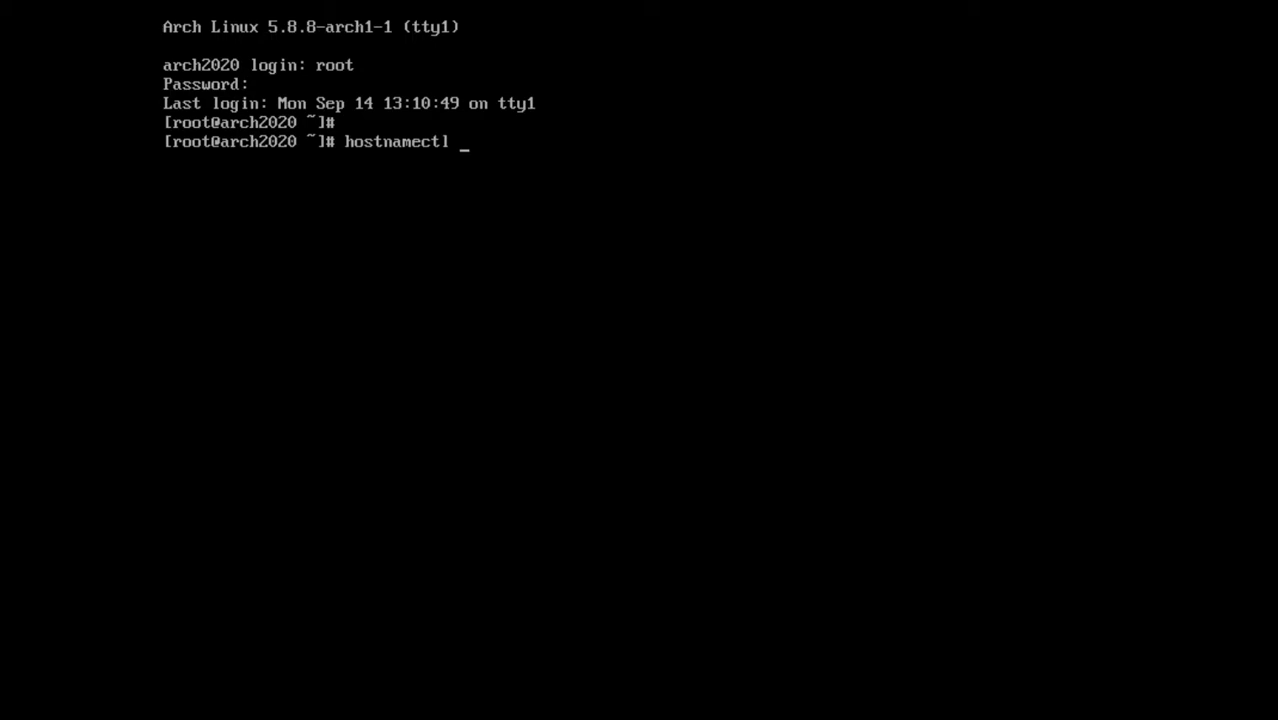 Arch Linux 5.8.8-arch1-1 (tty1)
arch2020 login: root
Password:
Last login: Mon Sep 14 13:10:49 on tty1
[root@arch2020 ~]#
[root@arch2020 ~]# hostnamectl _